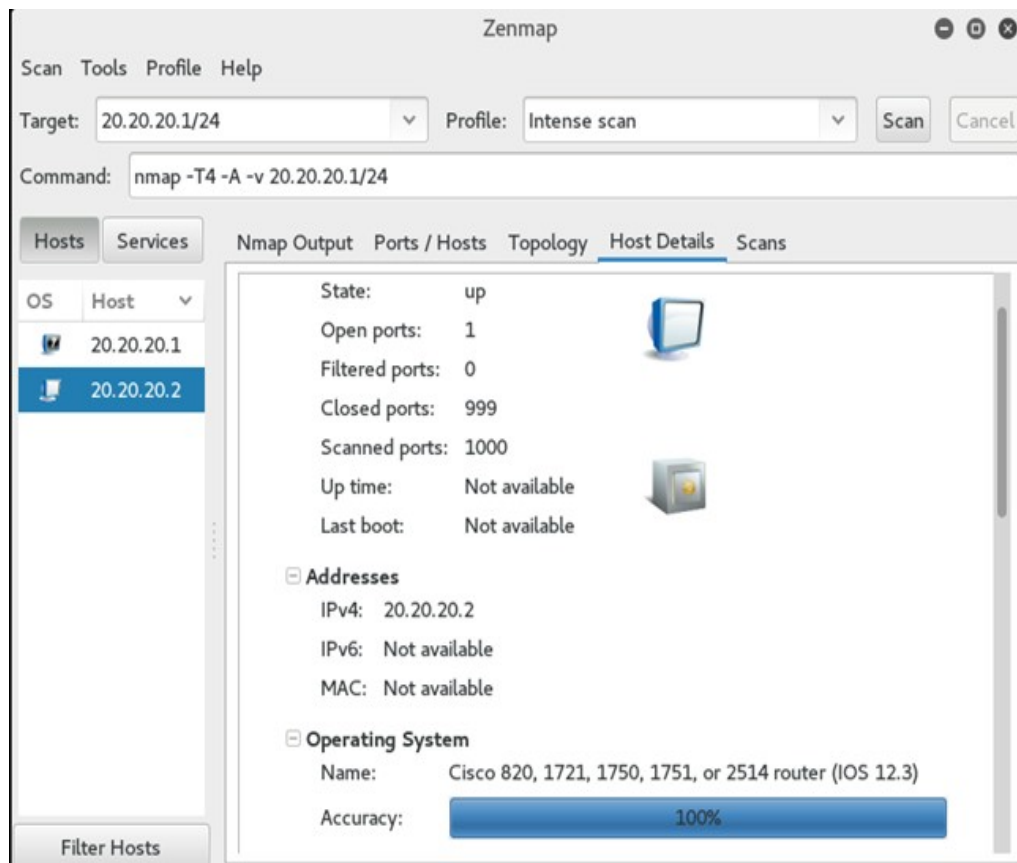 Zenmap
Scan Tools Profile Help
Target: 20.20.20.1/24 Profile: Intense scan Scan Cancel
Command: nmap -T4 -A -v 20.20.20.1/24
Hosts Services
Nmap Output Ports / Hosts Topology Host Details Scans
OS Host
20.20.20.1
20.20.20.2
State: up
Open ports: 1
Filtered ports: 0
Closed ports: 999
Scanned ports: 1000
Up time: Not available
Last boot: Not available
Addresses
IPv4: 20.20.20.2
IPv6: Not available
MAC: Not available
Operating System
Name: Cisco 820, 1721, 1750, 1751, or 2514 router (IOS 12.3)
Accuracy: 100%
Filter Hosts